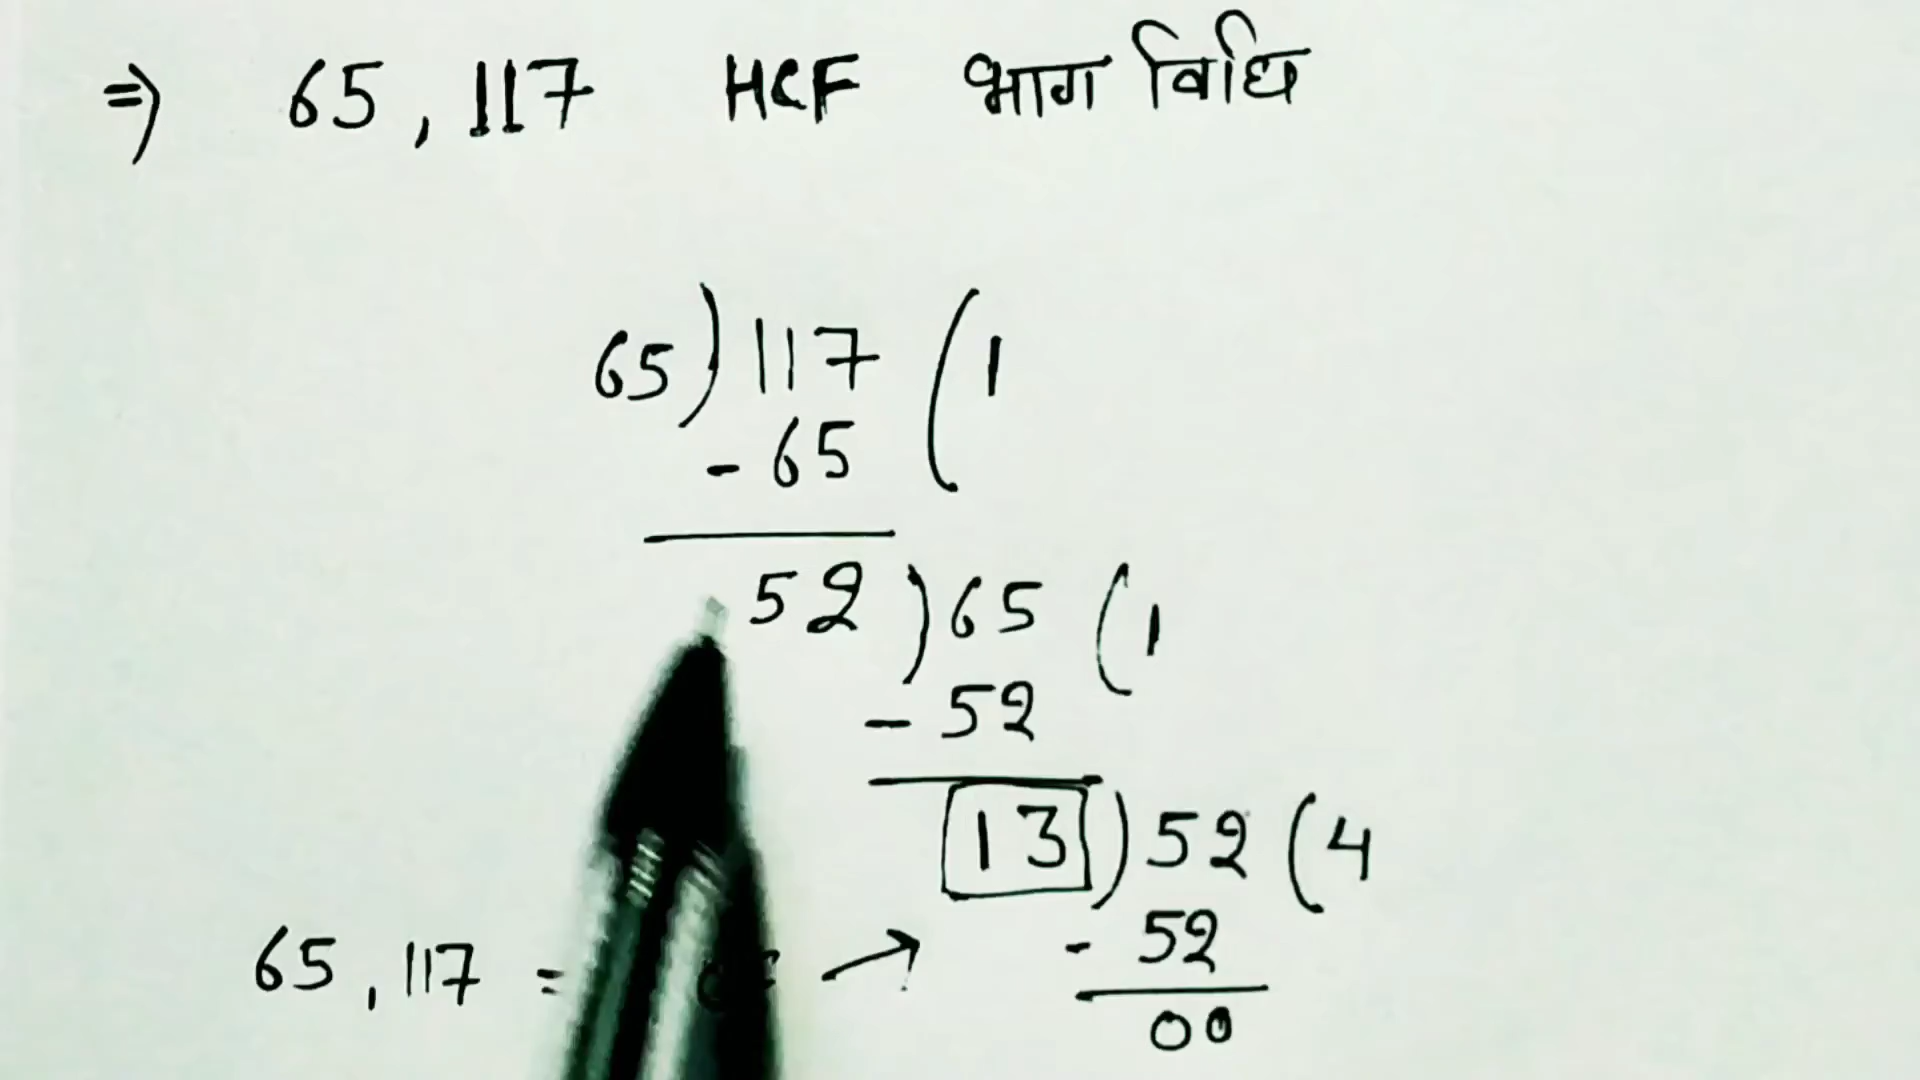 ⇒ 65, 117 HCF भाग विधि
65) 117 (1
- 65
52) 65 (1
- 52
13) 52 (4
- 52
00
65, 117 = →